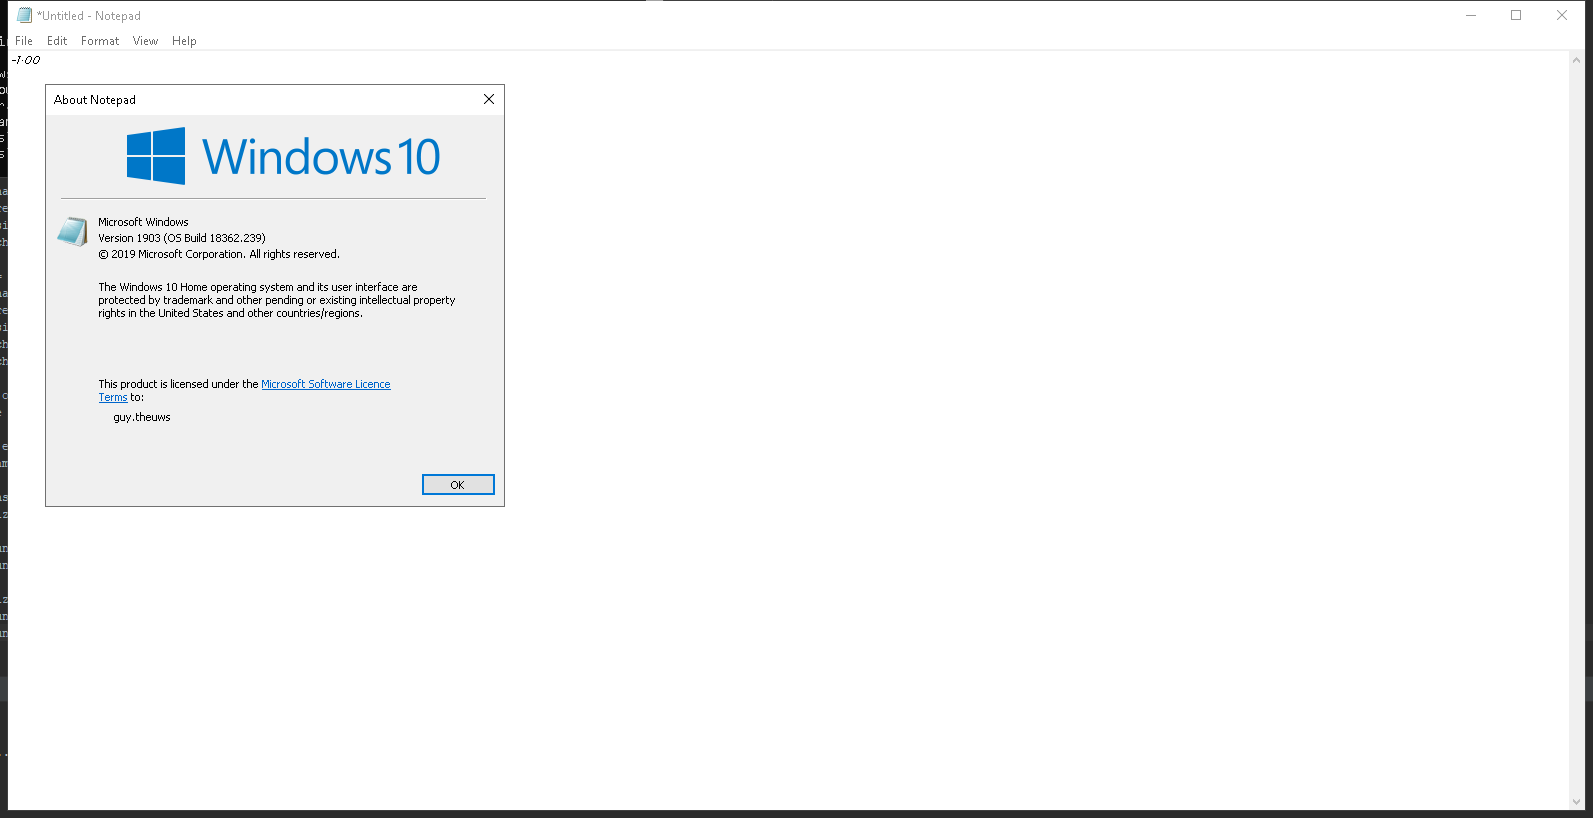 *Untitled - Notepad
File Edit Format View Help
-1:00
About Notepad
Windows 10
Microsoft Windows
Version 1903 (OS Build 18362.239)
© 2019 Microsoft Corporation. All rights reserved.
The Windows 10 Home operating system and its user interface are
protected by trademark and other pending or existing intellectual property
rights in the United States and other countries/regions.
This product is licensed under the Microsoft Software Licence
Terms to:
guy.theuws
OK